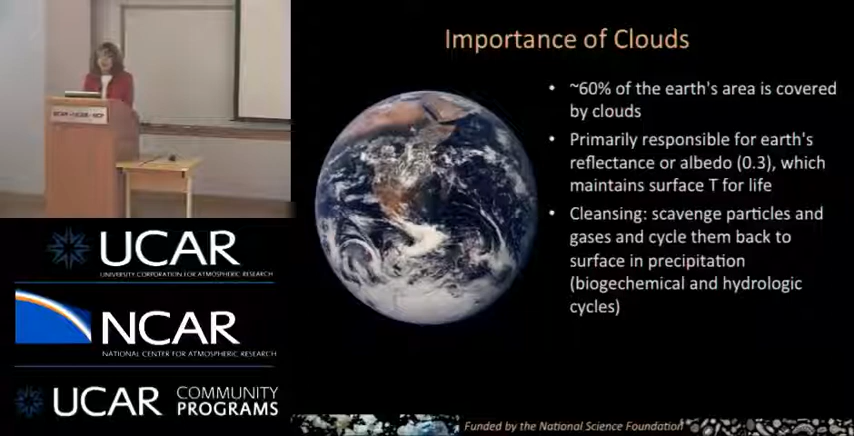 Importance of Clouds
• ~60% of the earth's area is covered
by clouds
• Primarily responsible for earth's
reflectance or albedo (0.3), which
maintains surface T for life
• Cleansing: scavenge particles and
gases and cycle them back to
surface in precipitation
(biogechemical and hydrologic
cycles)
UCAR
UNIVERSITY CORPORATION FOR ATMOSPHERIC RESEARCH
NCAR
NATIONAL CENTER FOR ATMOSPHERIC RESEARCH
UCAR COMMUNITY
PROGRAMS
Funded by the National Science Foundation